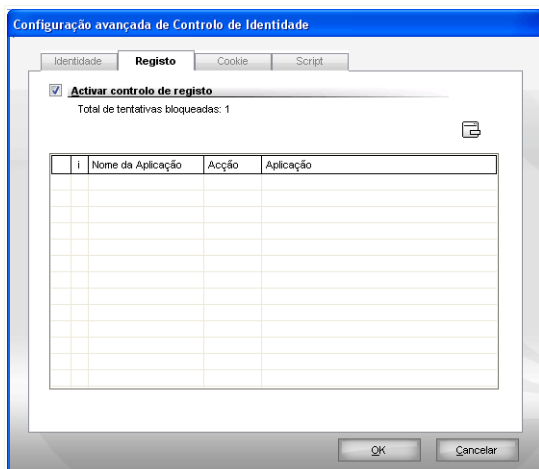 Configuração avançada de Controlo de Identidade
Identidade Registo Cookie Script
Activar controlo de registo
Total de tentativas bloqueadas: 1
i Nome da Aplicação Acção Aplicação
OK Cancelar